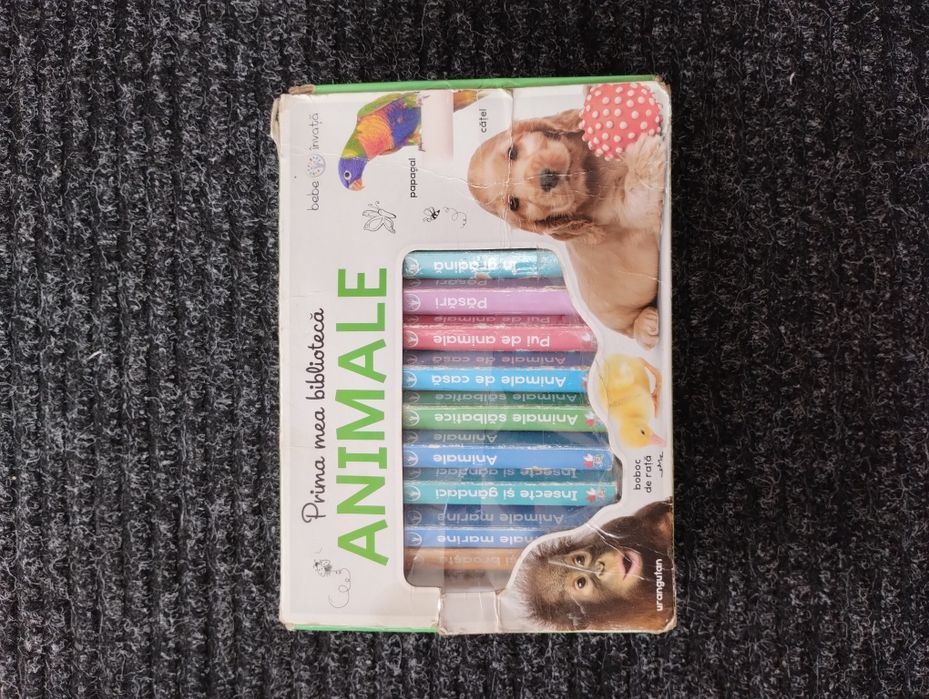 bebe învață
Prima mea bibliotecă
ANIMALE
papagal
cățel
În grădină
Păsări
Păsări
Pui de animale
Pui de animale
Animale de casă
Animale de casă
Animale sălbatice
Animale sălbatice
Animale
Animale
Insecte și gândaci
Insecte și gândaci
Animale marine
Animale marine
boboc
de rață
urangutan